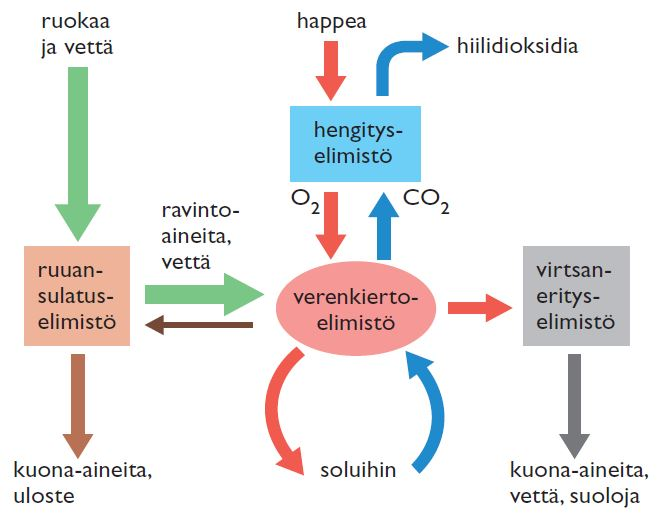 ruokaa
ja vettä
happea
hiilidioksidia
hengitys-
elimistö
O2
CO2
ravinto-
aineita,
vettä
ruuan-
sulatus-
elimistö
verenkierto-
elimistö
virtsan-
eritys-
elimistö
kuona-aineita,
uloste
soluihin
kuona-aineita,
vettä, suoloja